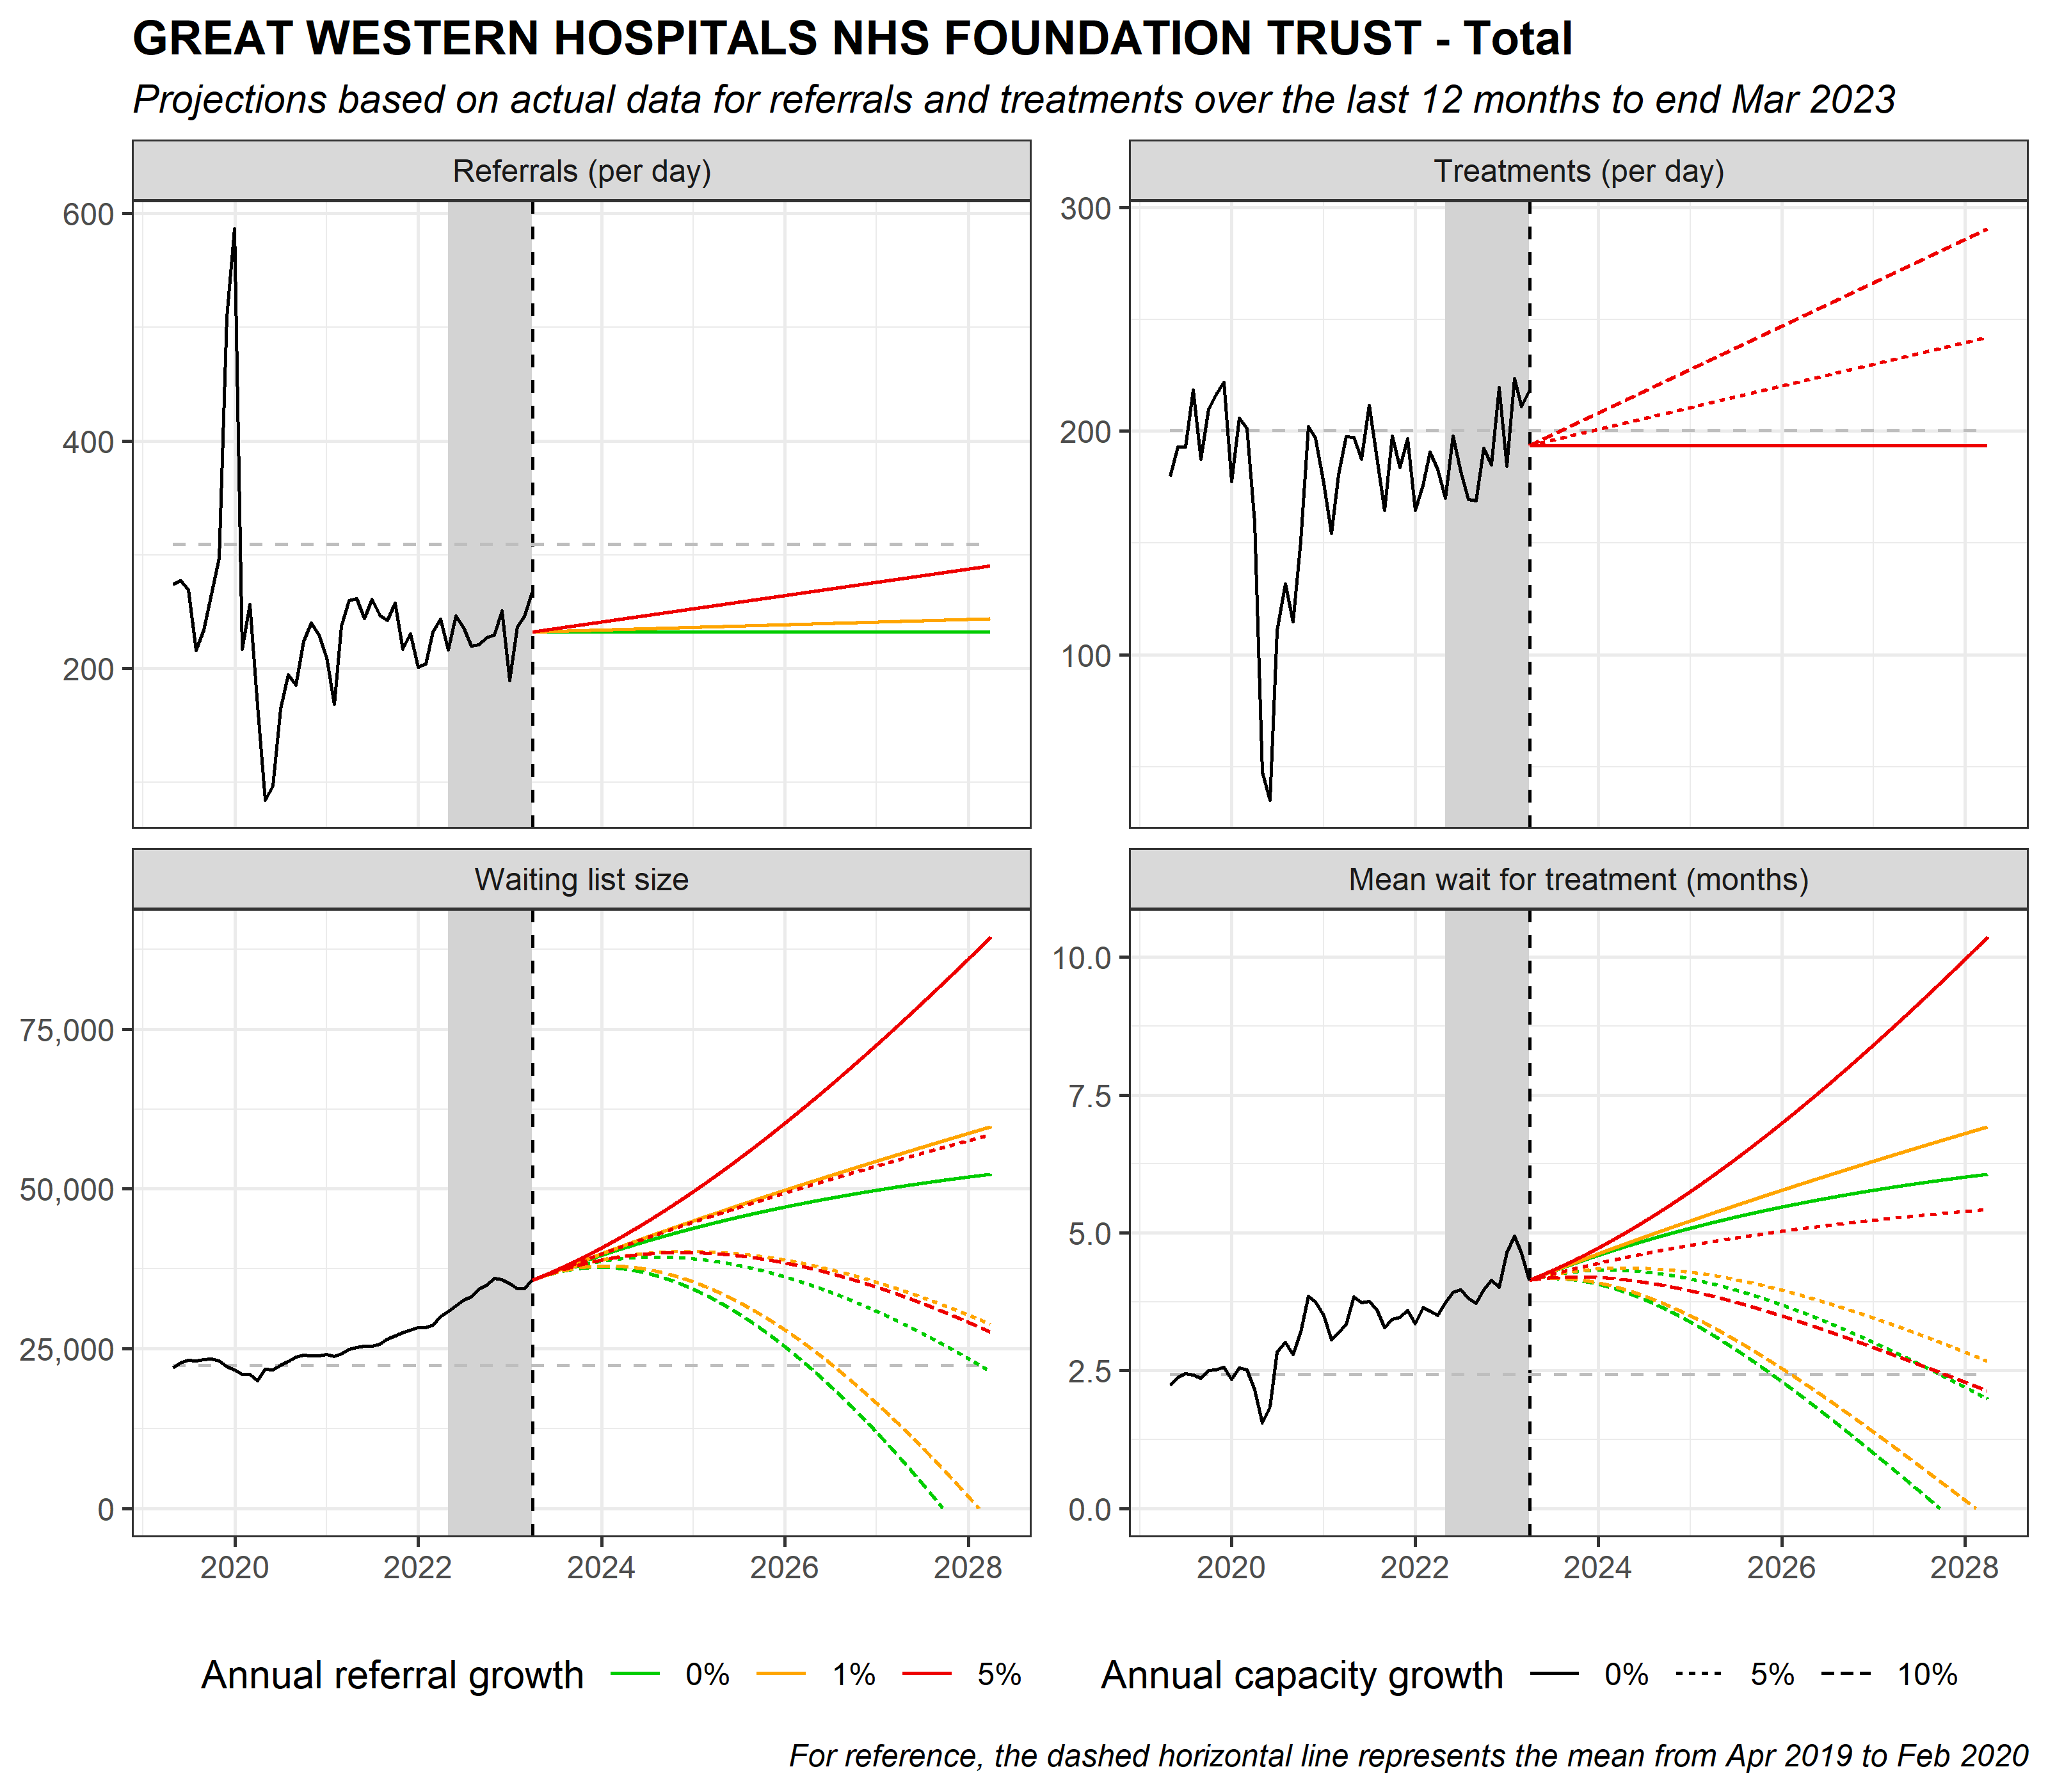 GREAT WESTERN HOSPITALS NHS FOUNDATION TRUST - Total
Projections based on actual data for referrals and treatments over the last 12 months to end Mar 2023
Referrals (per day)
600
400
200
Treatments (per day)
300
200
100
Waiting list size
75,000
50,000
25,000
0
2020 2022 2024 2026 2028
Mean wait for treatment (months)
10.0
7.5
5.0
2.5
0.0
2020 2022 2024 2026 2028
Annual referral growth 0% 1% 5%
Annual capacity growth 0% 5% 10%
For reference, the dashed horizontal line represents the mean from Apr 2019 to Feb 2020